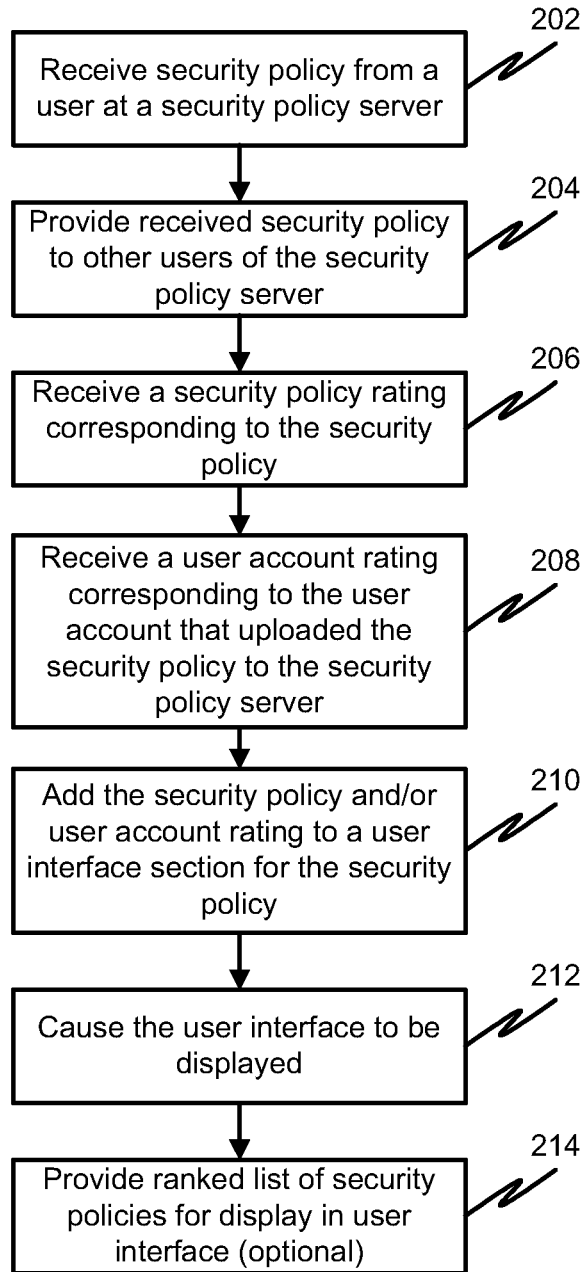 202
Receive security policy from a
user at a security policy server
204
Provide received security policy
to other users of the security
policy server
206
Receive a security policy rating
corresponding to the security
policy
208
Receive a user account rating
corresponding to the user
account that uploaded the
security policy to the security
policy server
210
Add the security policy and/or
user account rating to a user
interface section for the security
policy
212
Cause the user interface to be
displayed
214
Provide ranked list of security
policies for display in user
interface (optional)